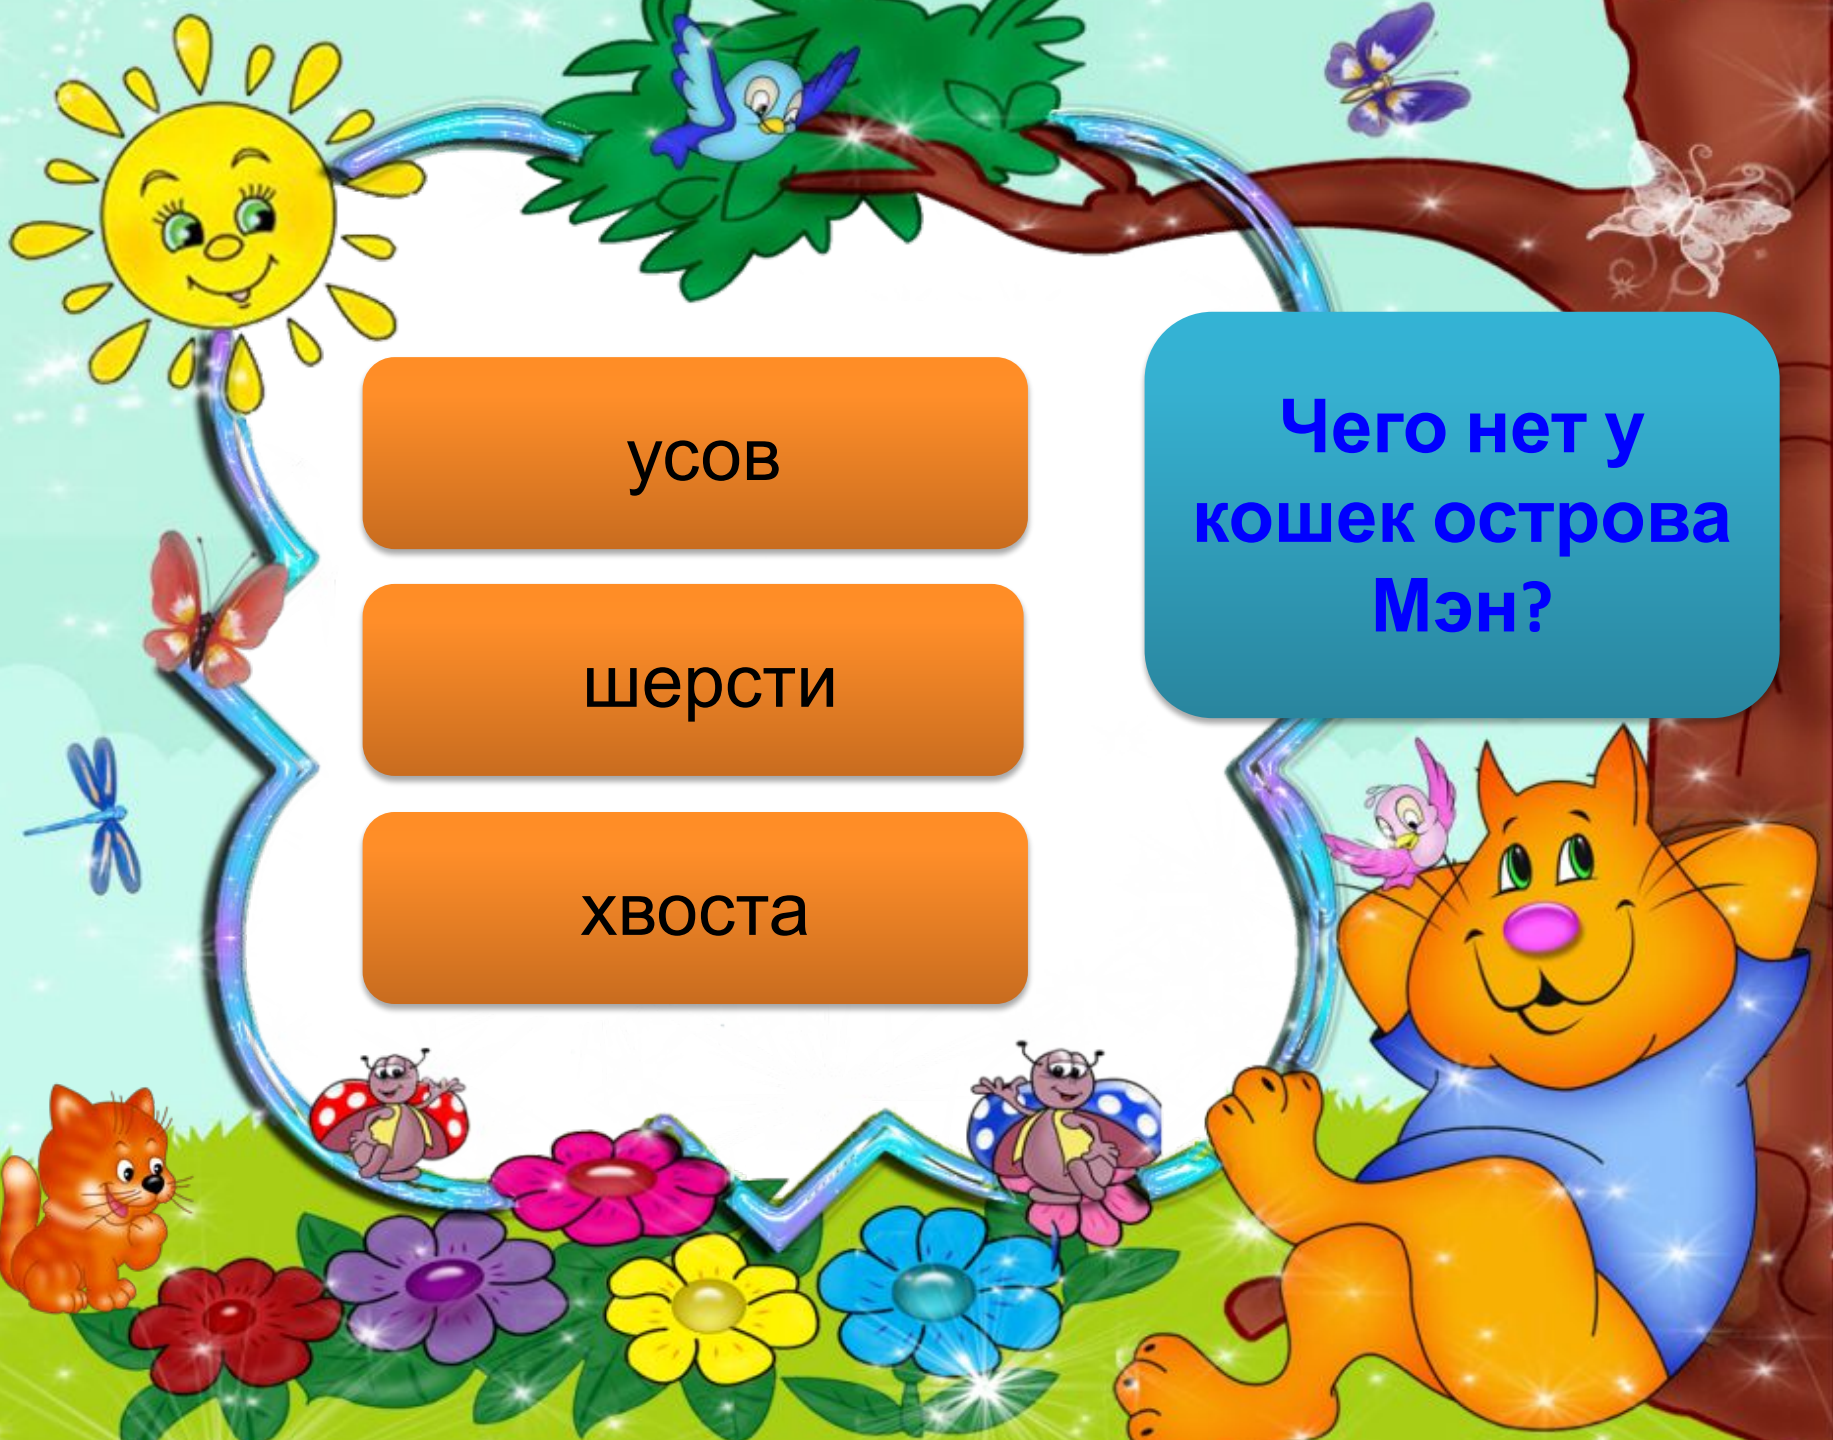 усов
шерсти
хвоста
Чего нет у
кошек острова
Мэн?